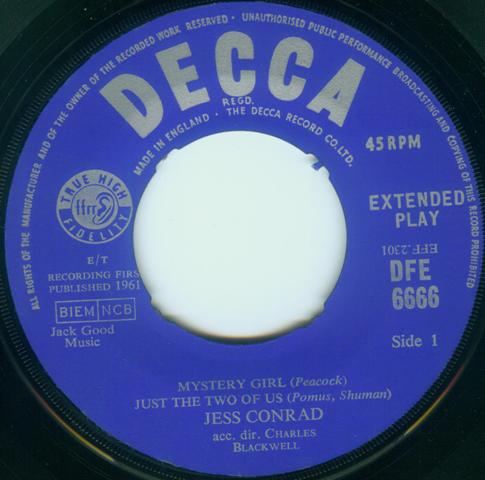 ALL RIGHTS OF THE MANUFACTURER AND OF THE OWNER OF THE RECORDED WORK RESERVED · UNAUTHORISED PUBLIC PERFORMANCE BROADCASTING AND COPYING OF THIS RECORD PROHIBITED
DECCA
REGD.
MADE IN ENGLAND · THE DECCA RECORD CO. LTD.
45 RPM
TRUE HIGH
ffrr
FIDELITY
EXTENDED
PLAY
EFF.2301
DFE
6666
E/T
RECORDING FIRST
PUBLISHED 1961
BIEM NCB
Jack Good
Music
Side 1
MYSTERY GIRL (Peacock)
JUST THE TWO OF US (Pomus, Shuman)
JESS CONRAD
acc. dir. CHARLES
BLACKWELL